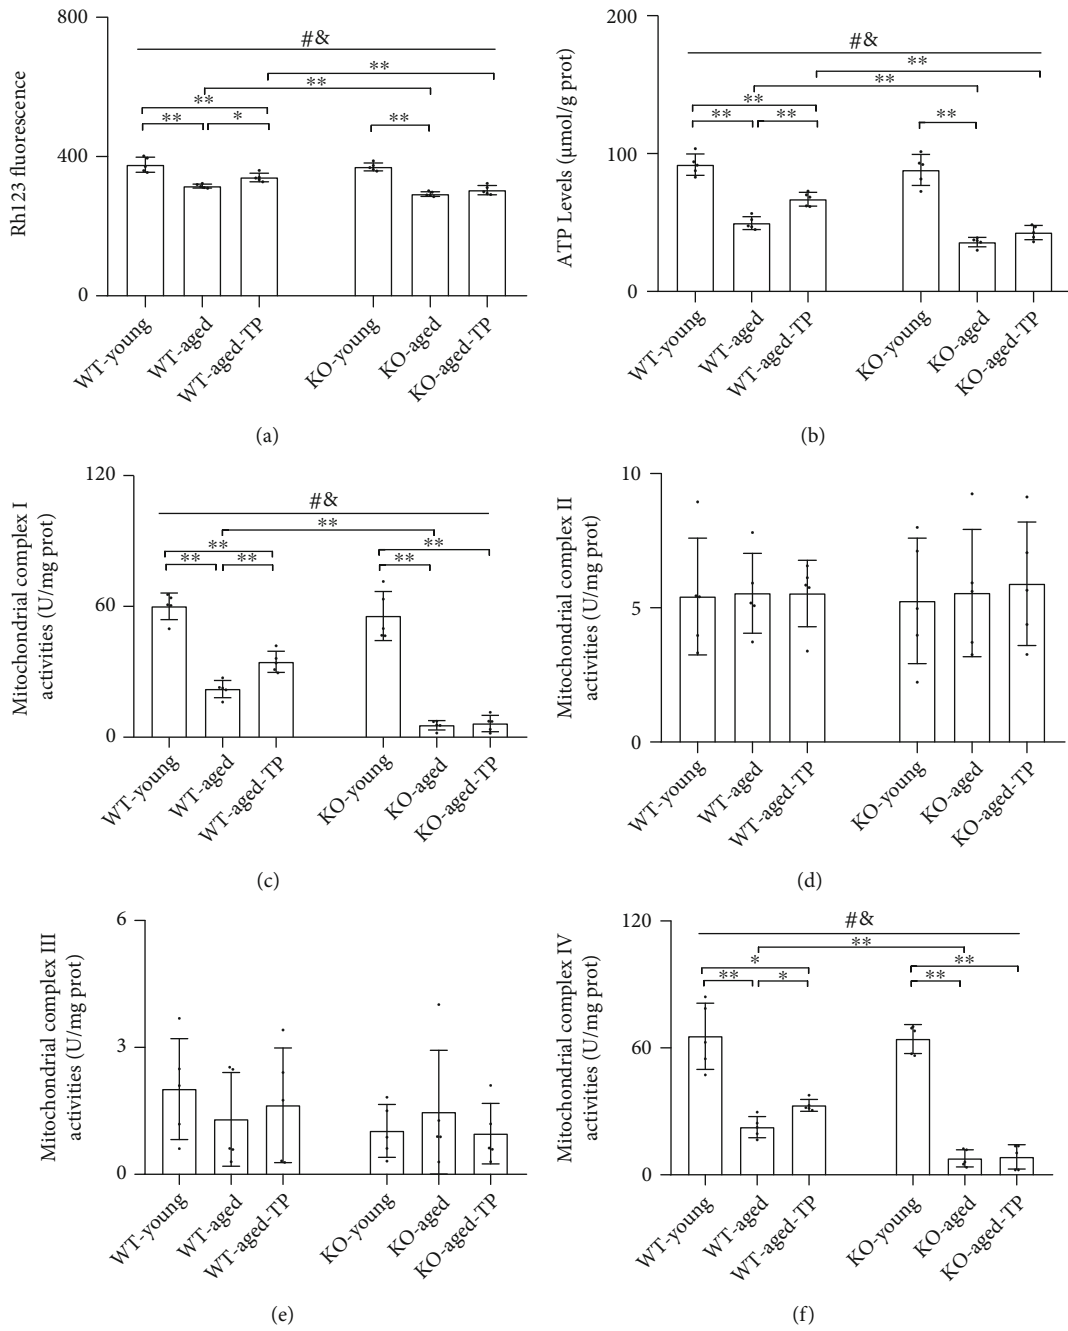 Rh123 fluorescence
800
400
0
#&
**
**
**
**
*
**
WT-young
WT-aged
WT-aged-TP
KO-young
KO-aged
KO-aged-TP
(a)
ATP Levels (μmol/g prot)
200
100
0
#&
**
**
**
**
**
**
WT-young
WT-aged
WT-aged-TP
KO-young
KO-aged
KO-aged-TP
(b)
Mitochondrial complex I
activities (U/mg prot)
120
60
0
#&
**
**
**
**
**
**
WT-young
WT-aged
WT-aged-TP
KO-young
KO-aged
KO-aged-TP
(c)
Mitochondrial complex II
activities (U/mg prot)
10
5
0
WT-young
WT-aged
WT-aged-TP
KO-young
KO-aged
KO-aged-TP
(d)
Mitochondrial complex III
activities (U/mg prot)
6
3
0
WT-young
WT-aged
WT-aged-TP
KO-young
KO-aged
KO-aged-TP
(e)
Mitochondrial complex IV
activities (U/mg prot)
120
60
0
#&
**
*
**
**
*
**
WT-young
WT-aged
WT-aged-TP
KO-young
KO-aged
KO-aged-TP
(f)